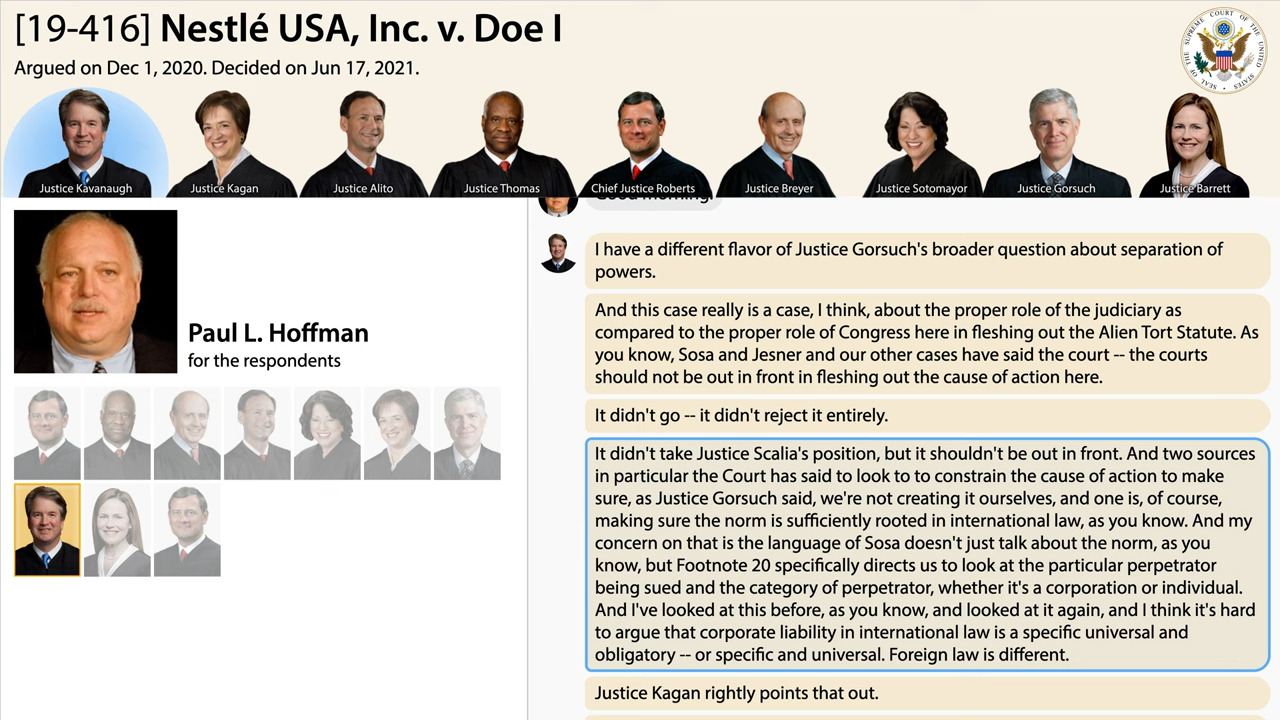 [19-416] Nestlé USA, Inc. v. Doe I
Argued on Dec 1, 2020. Decided on Jun 17, 2021.
SEAL OF THE SUPREME COURT OF THE UNITED STATES
Justice Kavanaugh
Justice Kagan
Justice Alito
Justice Thomas
Chief Justice Roberts
Justice Breyer
Justice Sotomayor
Justice Gorsuch
Justice Barrett
Paul L. Hoffman
for the respondents
Good morning.
I have a different flavor of Justice Gorsuch's broader question about separation of
powers.
And this case really is a case, I think, about the proper role of the judiciary as
compared to the proper role of Congress here in fleshing out the Alien Tort Statute. As
you know, Sosa and Jesner and our other cases have said the court -- the courts
should not be out in front in fleshing out the cause of action here.
It didn't go -- it didn't reject it entirely.
It didn't take Justice Scalia's position, but it shouldn't be out in front. And two sources
in particular the Court has said to look to to constrain the cause of action to make
sure, as Justice Gorsuch said, we're not creating it ourselves, and one is, of course,
making sure the norm is sufficiently rooted in international law, as you know. And my
concern on that is the language of Sosa doesn't just talk about the norm, as you
know, but Footnote 20 specifically directs us to look at the particular perpetrator
being sued and the category of perpetrator, whether it's a corporation or individual.
And I've looked at this before, as you know, and looked at it again, and I think it's hard
to argue that corporate liability in international law is a specific universal and
obligatory -- or specific and universal. Foreign law is different.
Justice Kagan rightly points that out.